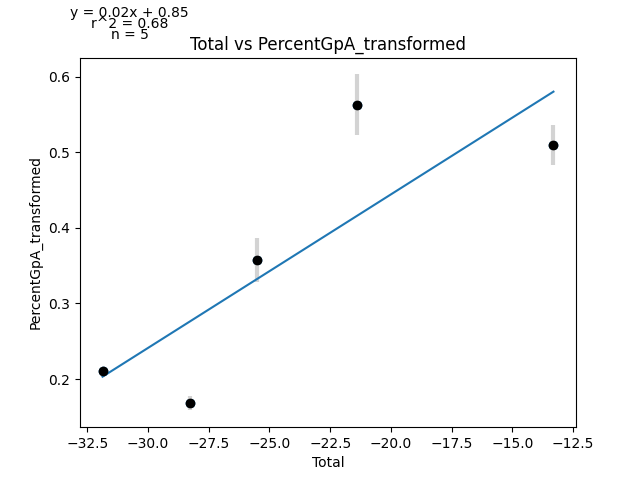 y = 0.02x + 0.85
r^2 = 0.68
n = 5
Total vs PercentGpA_transformed
PercentGpA_transformed
0.6
0.5
0.4
0.3
0.2
−32.5 −30.0 −27.5 −25.0 −22.5 −20.0 −17.5 −15.0 −12.5
Total